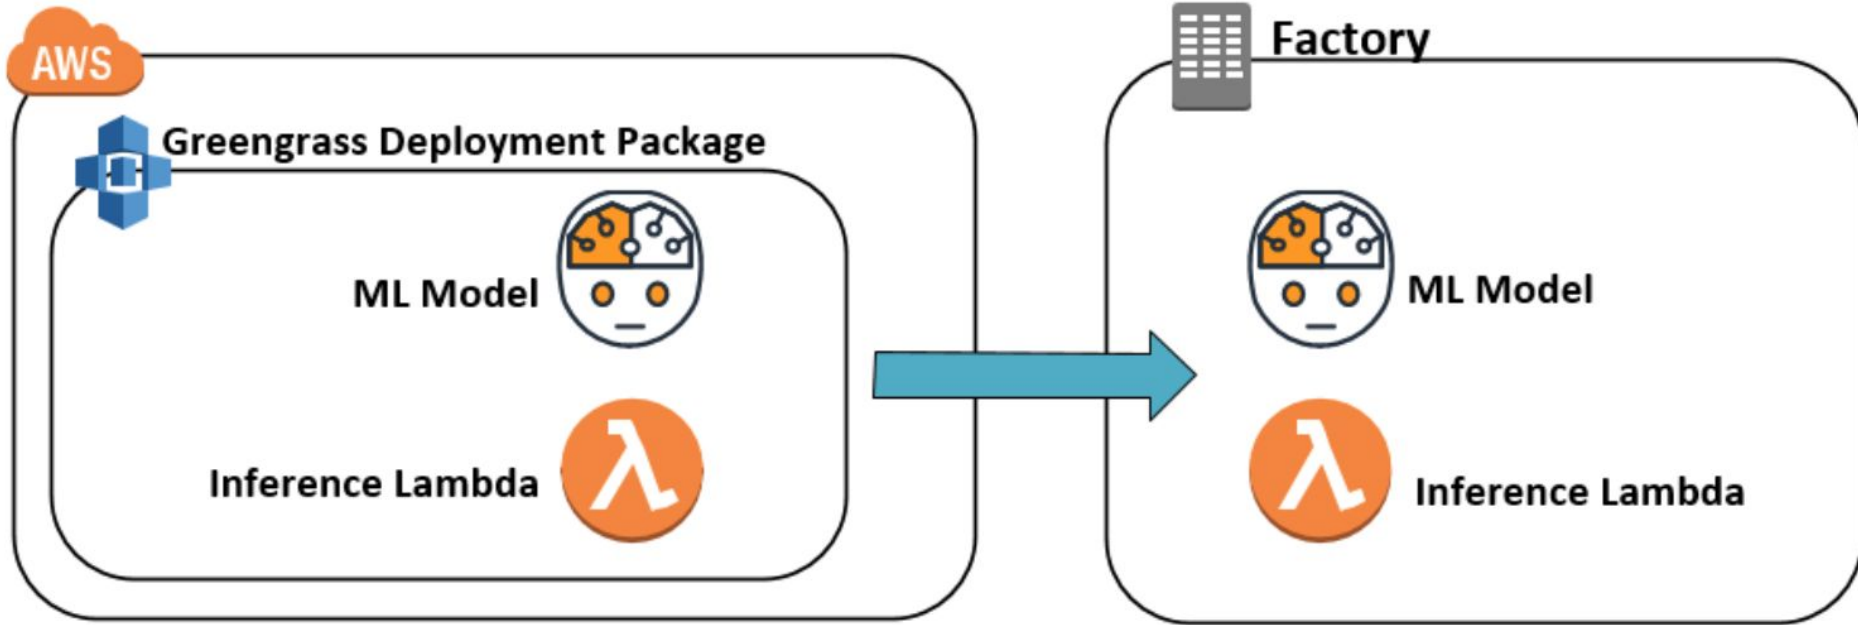 AWS
Greengrass Deployment Package
ML Model
Inference Lambda
Factory
ML Model
Inference Lambda